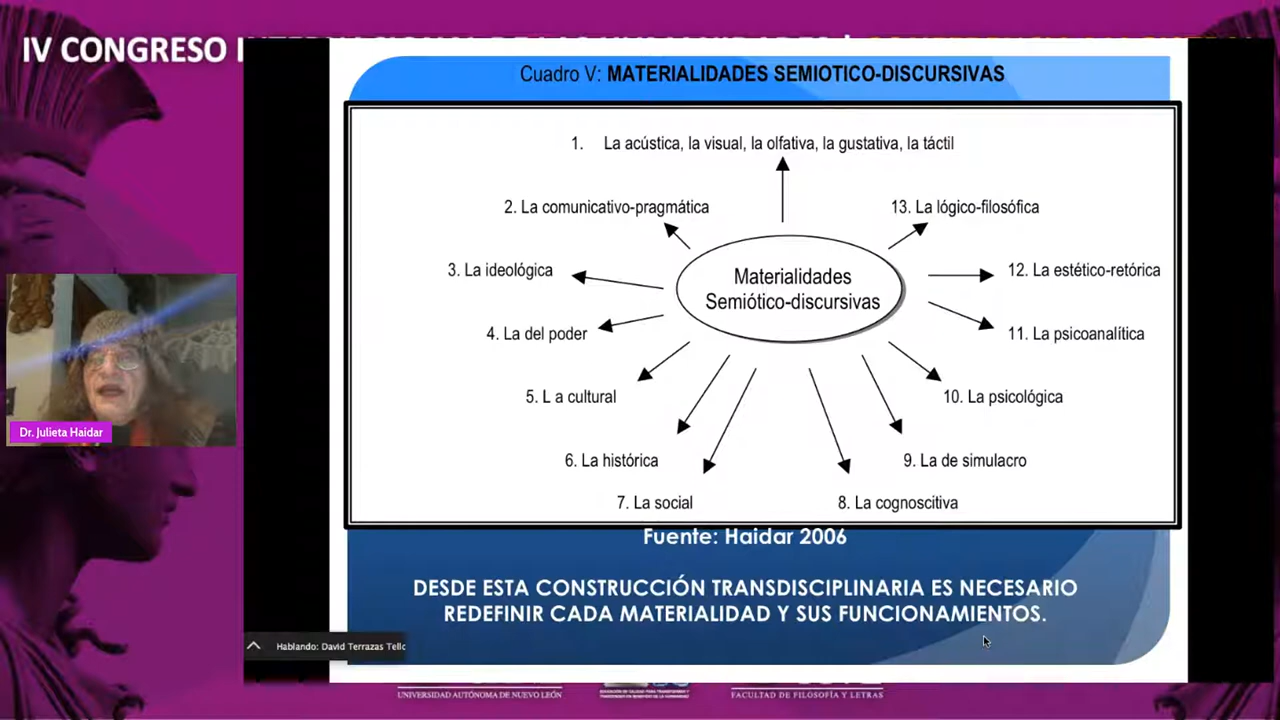 IV CONGRESO I
Cuadro V: MATERIALIDADES SEMIOTICO-DISCURSIVAS
1. La acústica, la visual, la olfativa, la gustativa, la táctil
2. La comunicativo-pragmática
13. La lógico-filosófica
3. La ideológica
Materialidades
Semiótico-discursivas
12. La estético-retórica
4. La del poder
11. La psicoanalítica
5. L a cultural
10. La psicológica
6. La histórica
9. La de simulacro
7. La social
8. La cognoscitiva
Dr. Julieta Haidar
Fuente: Haidar 2006
DESDE ESTA CONSTRUCCIÓN TRANSDISCIPLINARIA ES NECESARIO
REDEFINIR CADA MATERIALIDAD Y SUS FUNCIONAMIENTOS.
Hablando: David Terrazas Tello
UNIVERSIDAD AUTÓNOMA DE NUEVO LEÓN
FACULTAD DE FILOSOFÍA Y LETRAS